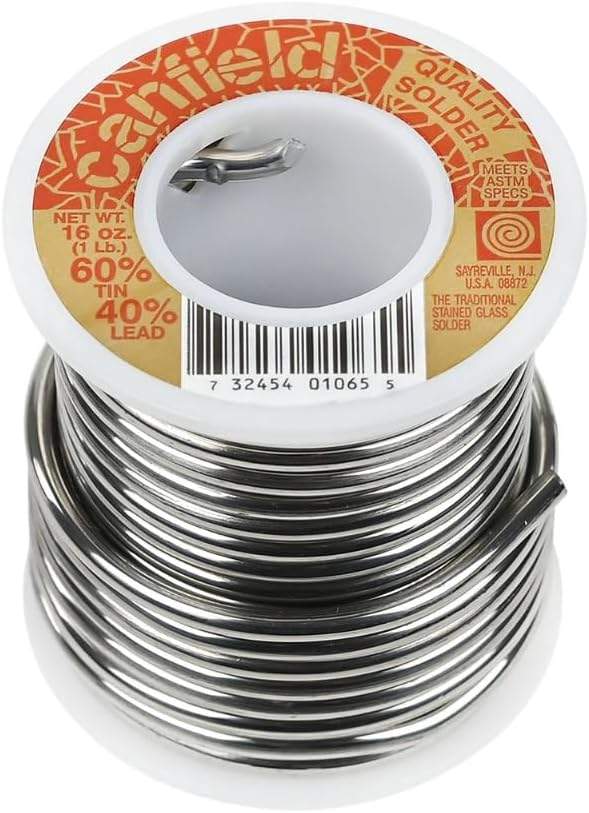 canfield
QUALITY
SOLDER
MEETS
ASTM
SPECS
NET WT.
16 oz.
(1 Lb.)
60%
TIN
40%
LEAD
SAYREVILLE, N.J.
U.S.A. 08872
THE TRADITIONAL
STAINED GLASS
SOLDER
7 32454 01065 5